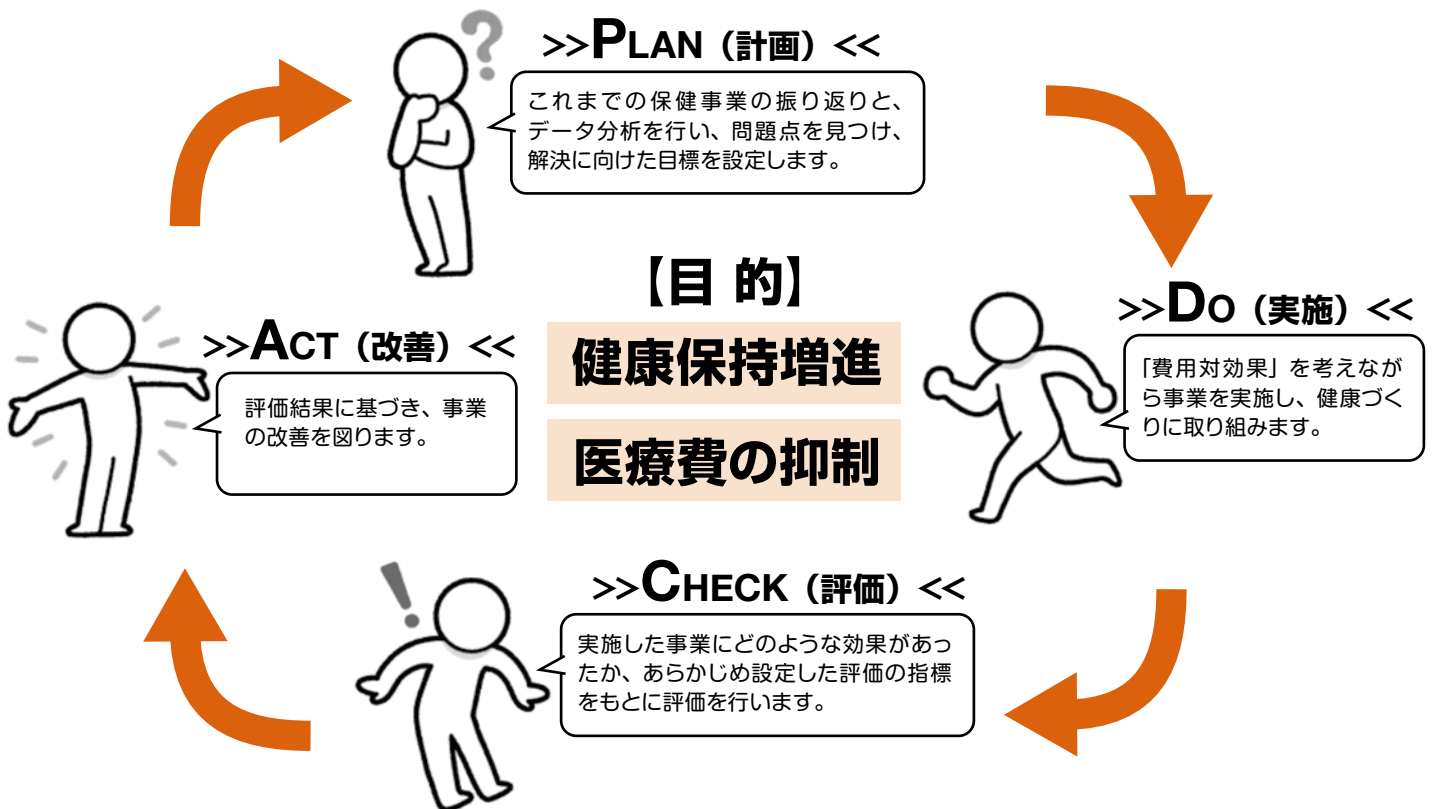 >>PLAN（計画）<<
これまでの保健事業の振り返りと、
データ分析を行い、問題点を見つけ、
解決に向けた目標を設定します。
?
【目 的】
健康保持増進
医療費の抑制
>>DO（実施）<<
「費用対効果」を考えなが
ら事業を実施し、健康づく
りに取り組みます。
>>CHECK（評価）<<
実施した事業にどのような効果があっ
たか、あらかじめ設定した評価の指標
をもとに評価を行います。
!
>>ACT（改善）<<
評価結果に基づき、事業
の改善を図ります。